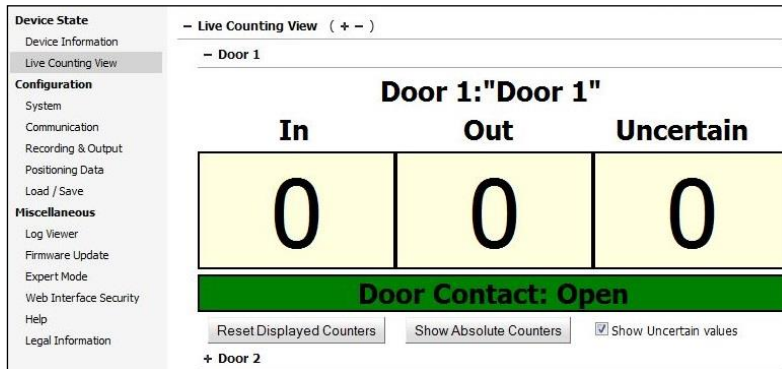 Device State
Device Information
Live Counting View
Configuration
System
Communication
Recording & Output
Positioning Data
Load / Save
Miscellaneous
Log Viewer
Firmware Update
Expert Mode
Web Interface Security
Help
Legal Information
− Live Counting View ( + − )
− Door 1
Door 1:"Door 1"
In Out Uncertain
0 0 0
Door Contact: Open
Reset Displayed Counters Show Absolute Counters Show Uncertain values
+ Door 2